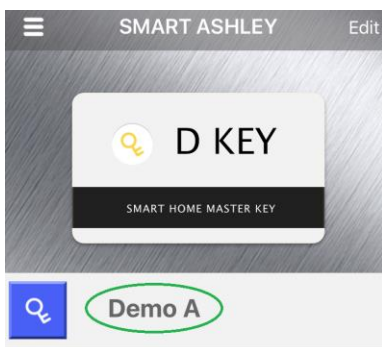 SMART ASHLEY Edit
D KEY
SMART HOME MASTER KEY
Demo A